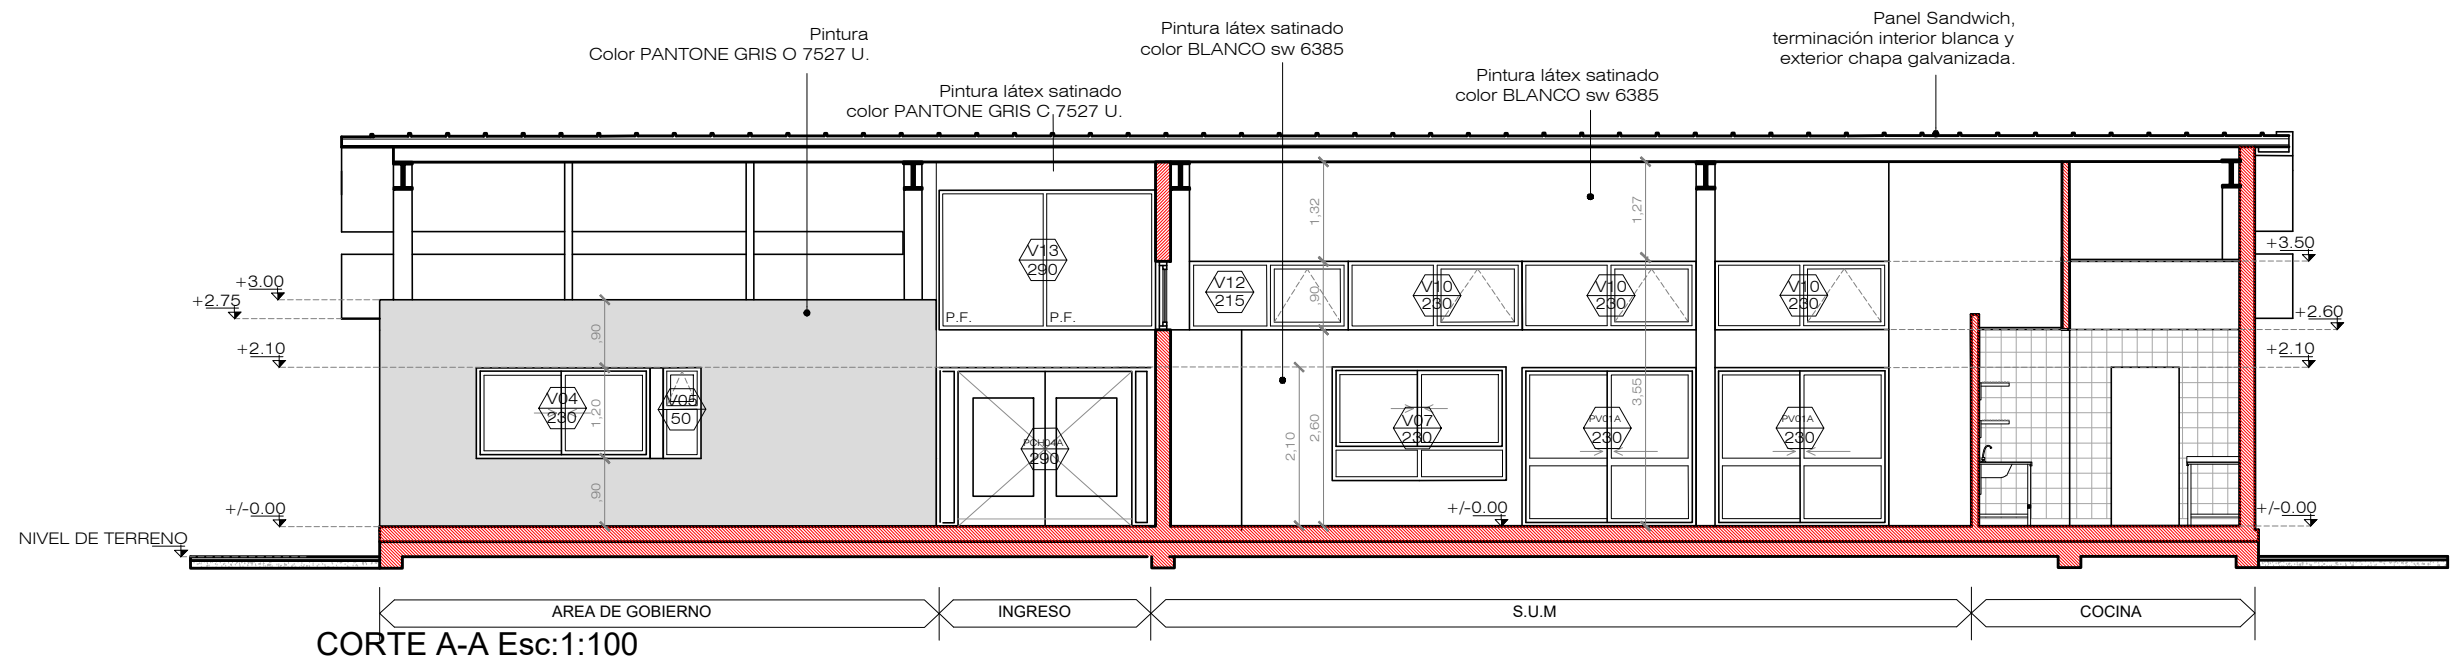 Pintura
Color PANTONE GRIS O 7527 U.
Pintura látex satinado
color PANTONE GRIS C 7527 U.
Pintura látex satinado
color BLANCO sw 6385
Pintura látex satinado
color BLANCO sw 6385
Panel Sandwich,
terminación interior blanca y
exterior chapa galvanizada.
+3.00
+2.75
+2.10
+/-0.00
NIVEL DE TERRENO
,90
1,20
,90
V04
230
V05
50
V13
290
P.F.
P.F.
PCH04A
290
1,32
,90
2,60
2,10
1,27
3,55
V12
215
V10
230
V10
230
V10
230
V07
230
PV01A
230
PV01A
230
+/-0.00
+3.50
+2.60
+2.10
+/-0.00
AREA DE GOBIERNO
INGRESO
S.U.M
COCINA
CORTE A-A Esc:1:100